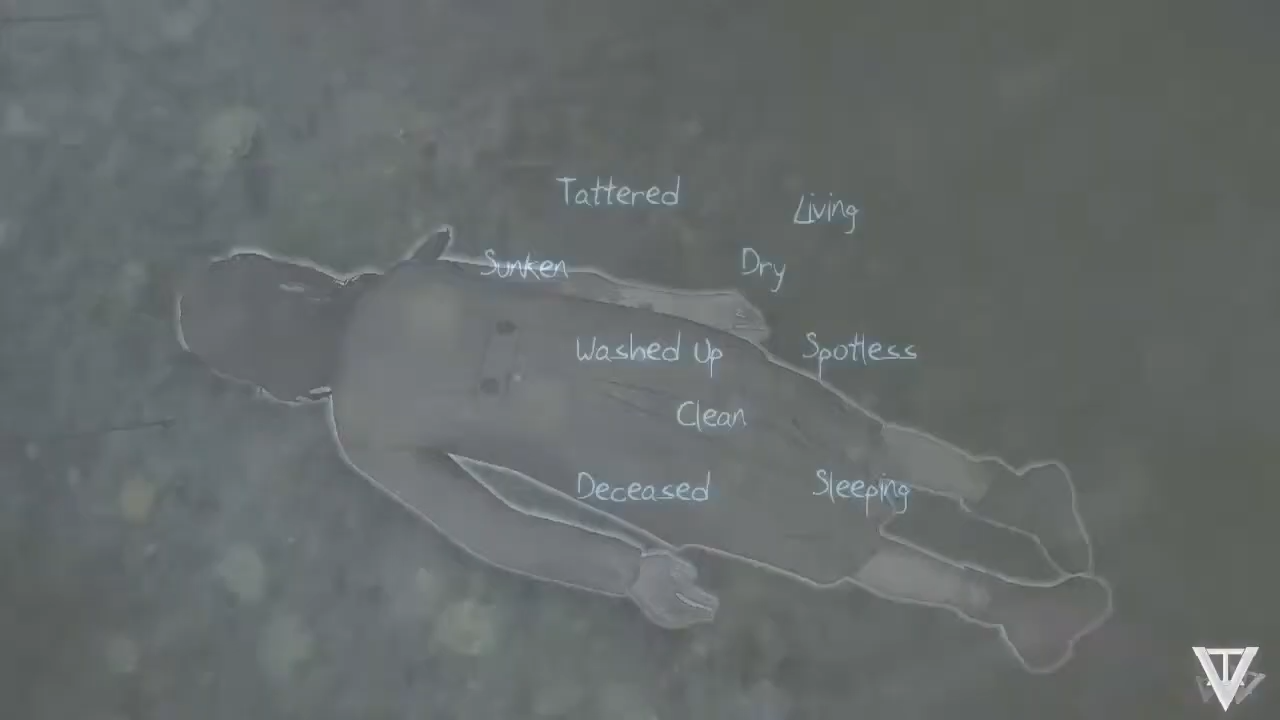 Tattered
Living
Sunken
Dry
Washed Up
Spotless
Clean
Deceased
Sleeping